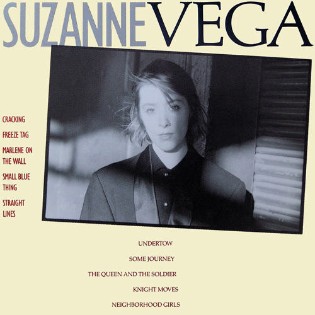 SUZANNE VEGA
CRACKING
FREEZE TAG
MARLENE ON
THE WALL
SMALL BLUE
THING
STRAIGHT
LINES
UNDERTOW
SOME JOURNEY
THE QUEEN AND THE SOLDIER
KNIGHT MOVES
NEIGHBORHOOD GIRLS